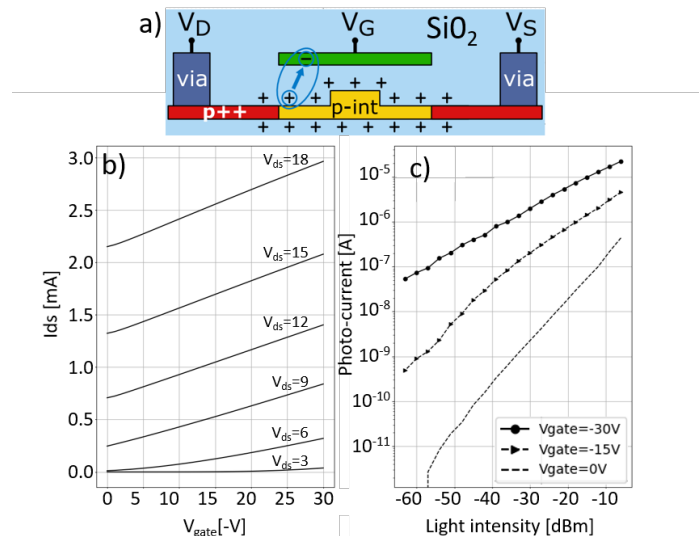 a)
V_D
V_G
SiO₂
V_S
via
via
p++
p-int
+ + + +
+ + + + + + +
+ + + + + + + +
−
b)
Ids [mA]
3.0
2.5
2.0
1.5
1.0
0.5
0.0
V_ds=18
V_ds=15
V_ds=12
V_ds=9
V_ds=6
V_ds=3
0 5 10 15 20 25 30
V_gate[-V]
c)
Photo-current [A]
10⁻⁵
10⁻⁶
10⁻⁷
10⁻⁸
10⁻⁹
10⁻¹⁰
10⁻¹¹
Vgate=-30V
Vgate=-15V
Vgate=0V
-60 -50 -40 -30 -20 -10
Light intensity [dBm]